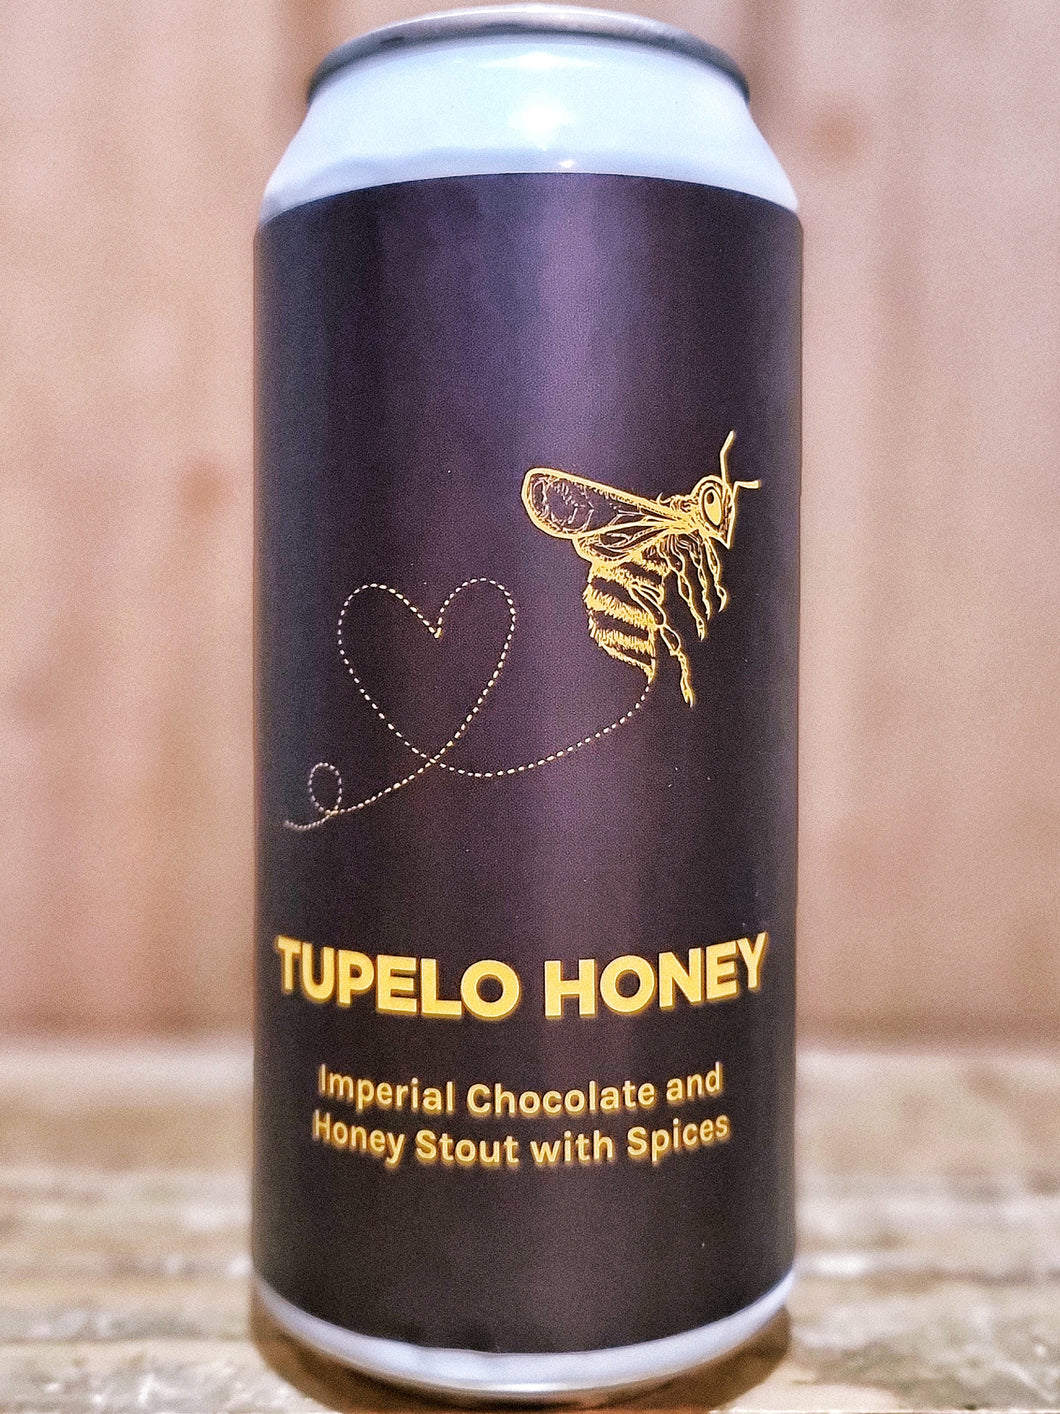 TUPELO HONEY
Imperial Chocolate and
Honey Stout with Spices